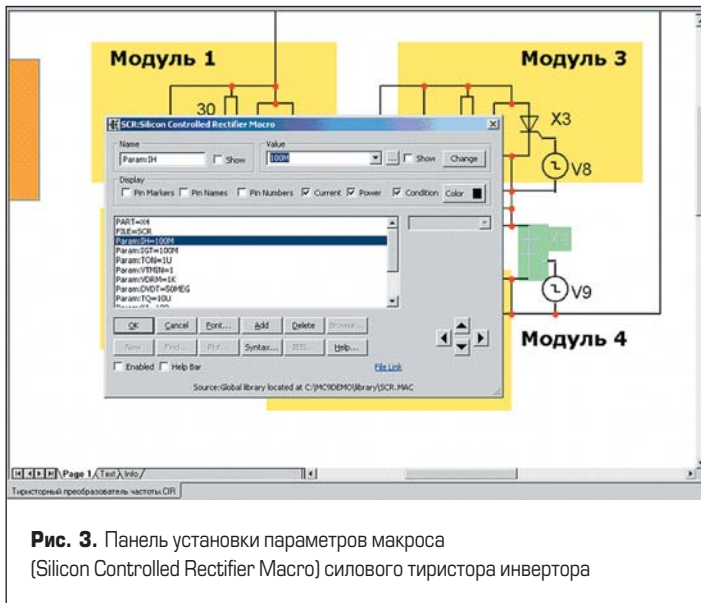 Модуль 1
Модуль 3
30
X3
V8
SCR:Silicon Controlled Rectifier Macro
Name
Value
Param:IH
Show
100M
...
Show
Change
Display
Pin Markers
Pin Names
Pin Numbers
Current
Power
Condition
Color
PART=X4
FILE=SCR
Param:IH=100M
Param:IGT=100M
Param:TON=1U
Param:VTMIN=1
Param:VDRM=1K
Param:DVDT=50MEG
Param:TQ=10U
V9
OK
Cancel
Font...
Add
Delete
Browse...
New
Find...
Plot...
Syntax...
IBIS...
Help...
Модуль 4
Enabled
Help Bar
File Link
Source:Global library located at C:\MC9DEMO\library\SCR.MAC
Page 1
Text
Info
Тиристорный преобразователь частоты.CIR
Рис. 3. Панель установки параметров макроса
(Silicon Controlled Rectifier Macro) силового тиристора инвертора